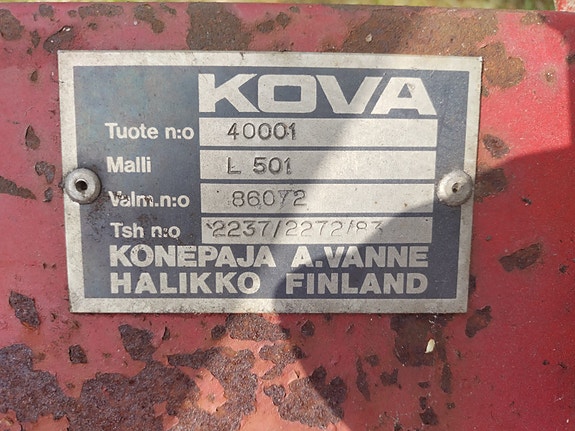 KOVA
Tuote n:o 40001
Malli L 501
Valm.n:o 86072
Tsh n:o 2237/2272/83
KONEPAJA A.VANNE
HALIKKO FINLAND